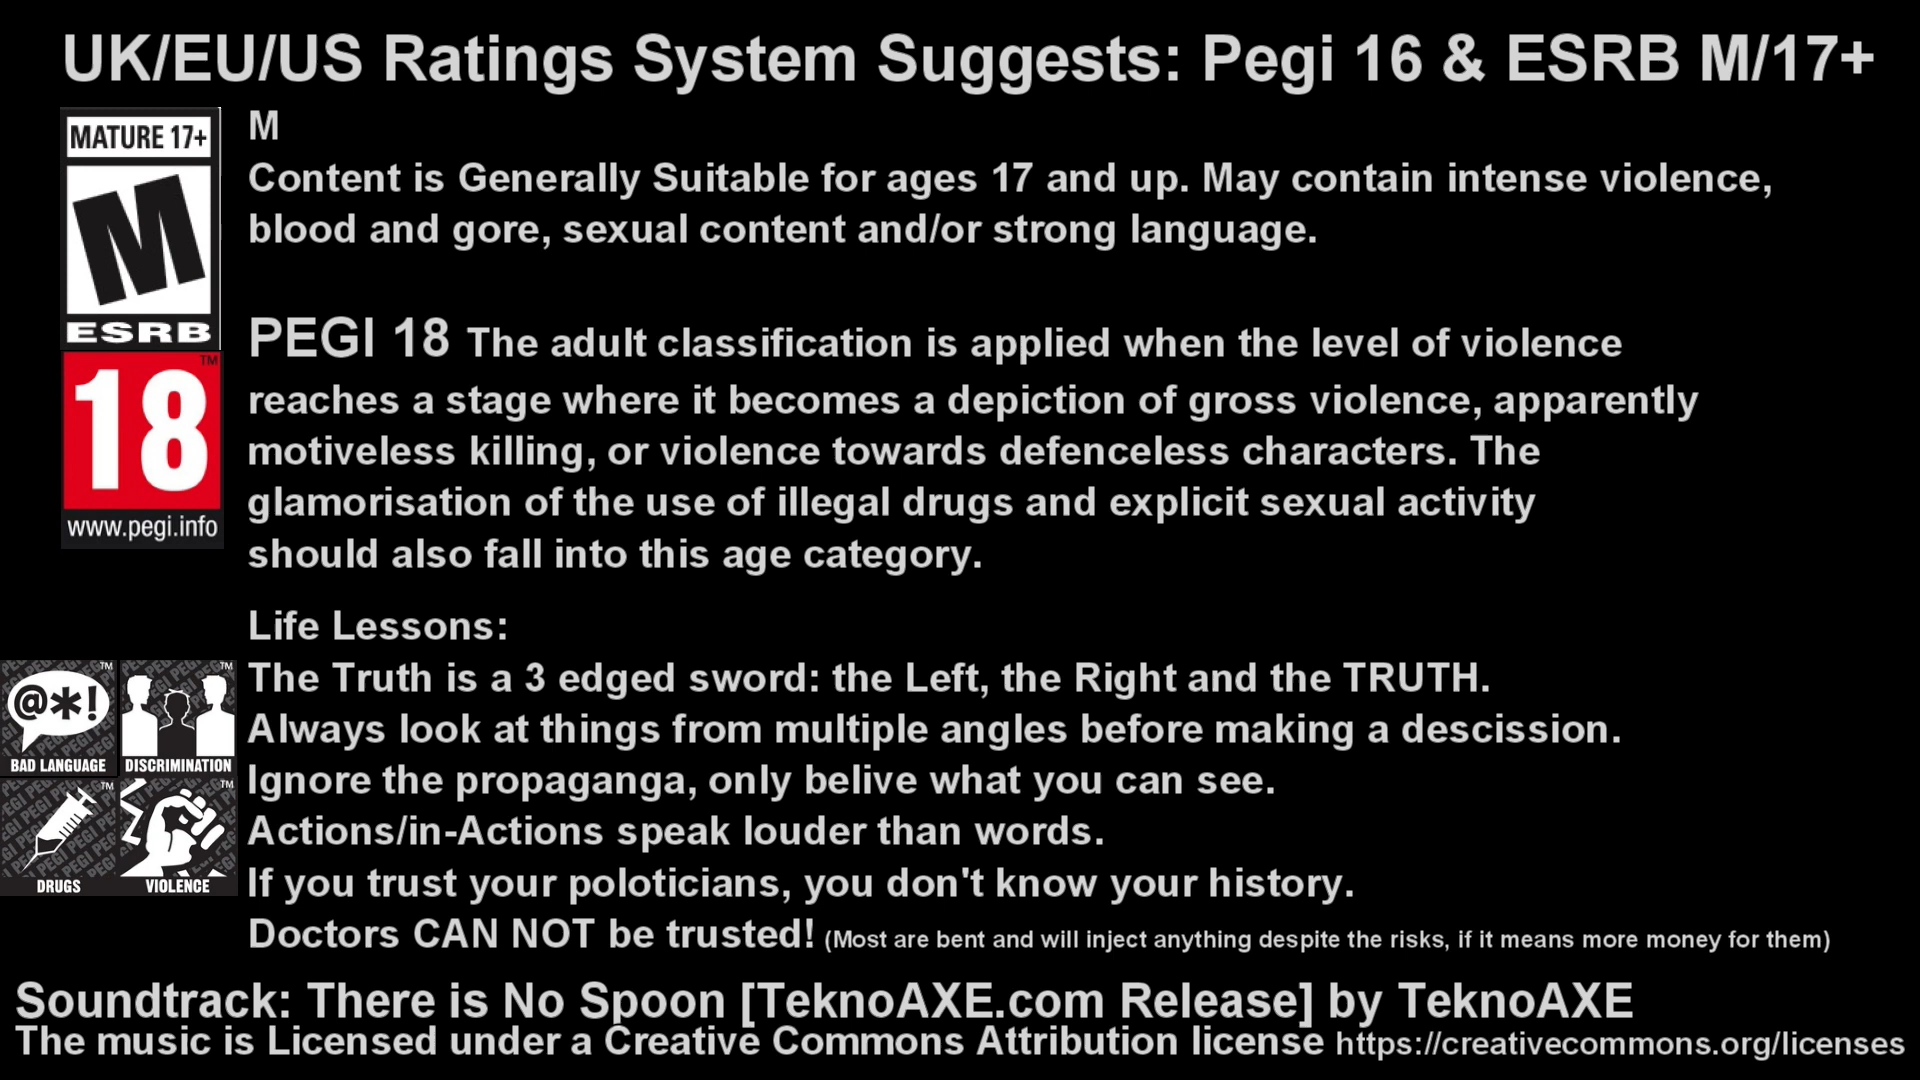 UK/EU/US Ratings System Suggests: Pegi 16 & ESRB M/17+
MATURE 17+
M
ESRB
M
Content is Generally Suitable for ages 17 and up. May contain intense violence,
blood and gore, sexual content and/or strong language.
18
TM
www.pegi.info
PEGI 18 The adult classification is applied when the level of violence
reaches a stage where it becomes a depiction of gross violence, apparently
motiveless killing, or violence towards defenceless characters. The
glamorisation of the use of illegal drugs and explicit sexual activity
should also fall into this age category.
@*!
TM
BAD LANGUAGE
TM
DISCRIMINATION
TM
DRUGS
TM
VIOLENCE
Life Lessons:
The Truth is a 3 edged sword: the Left, the Right and the TRUTH.
Always look at things from multiple angles before making a descission.
Ignore the propaganga, only belive what you can see.
Actions/in-Actions speak louder than words.
If you trust your poloticians, you don't know your history.
Doctors CAN NOT be trusted! (Most are bent and will inject anything despite the risks, if it means more money for them)
Soundtrack: There is No Spoon [TeknoAXE.com Release] by TeknoAXE
The music is Licensed under a Creative Commons Attribution license https://creativecommons.org/licenses